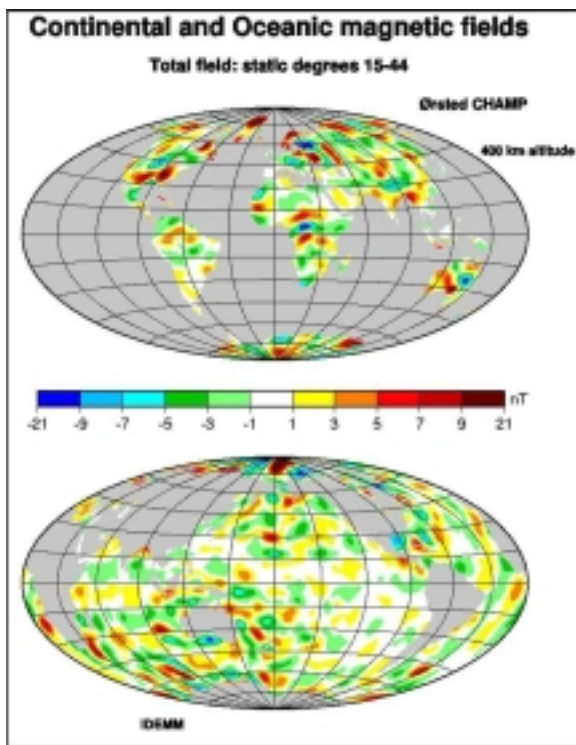 Continental and Oceanic magnetic fields
Total field: static degrees 15-44
Ørsted CHAMP
400 km altitude
nT
-21 -9 -7 -5 -3 -1 1 3 5 7 9 21
IDEMM